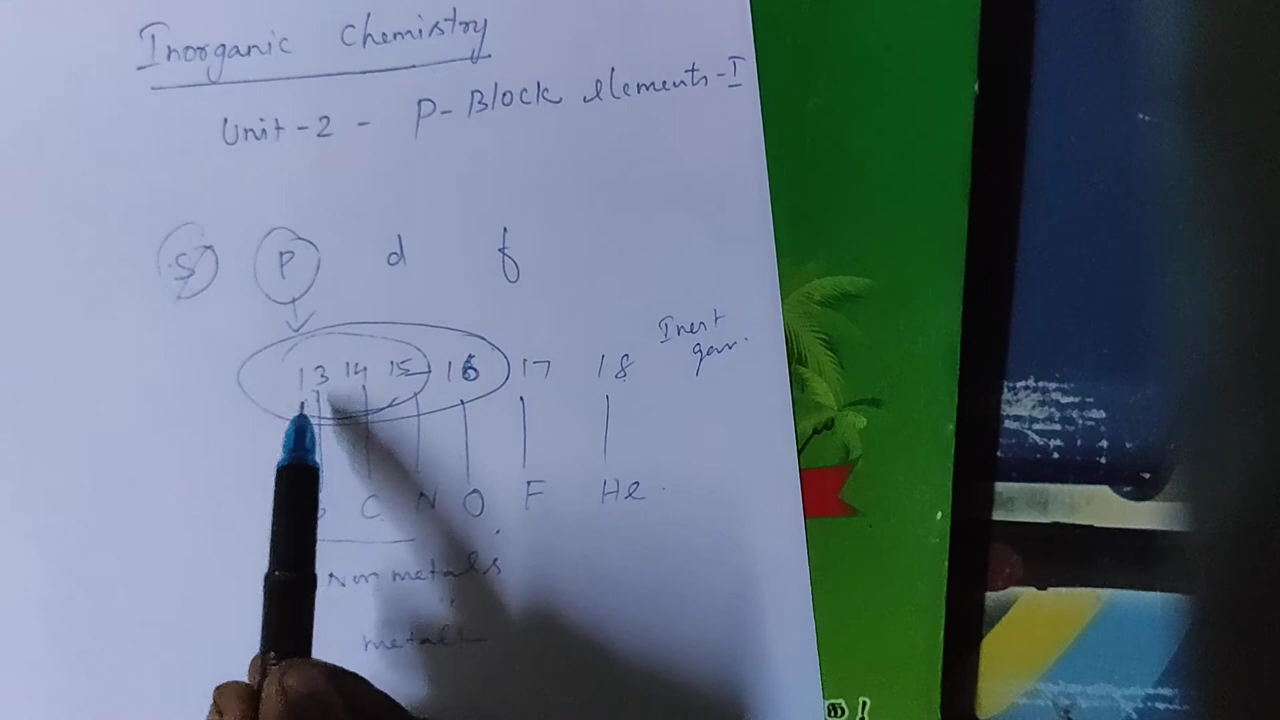 Inorganic Chemistry
Unit-2 - P-Block elements-I
S P d f
Inert
gas.
13 14 15 16 17 18
C N O F He.
Non metals
metals
!